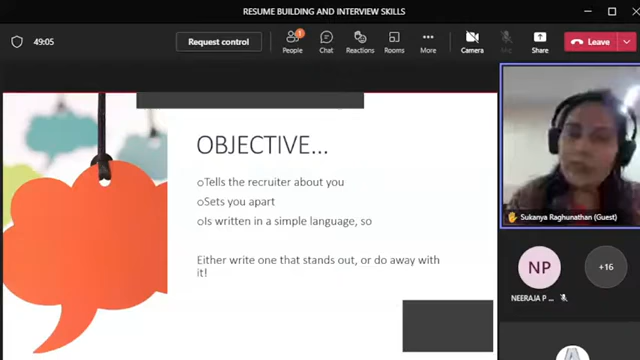 RESUME BUILDING AND INTERVIEW SKILLS
49:05
Request control
1
People
Chat
Reactions
Rooms
More
Camera
Mic
Share
Leave
OBJECTIVE...
oTells the recruiter about you
oSets you apart
oIs written in a simple language, so
Either write one that stands out, or do away with
it!
Sukanya Raghunathan (Guest)
NP
+16
NEERAJA P ...